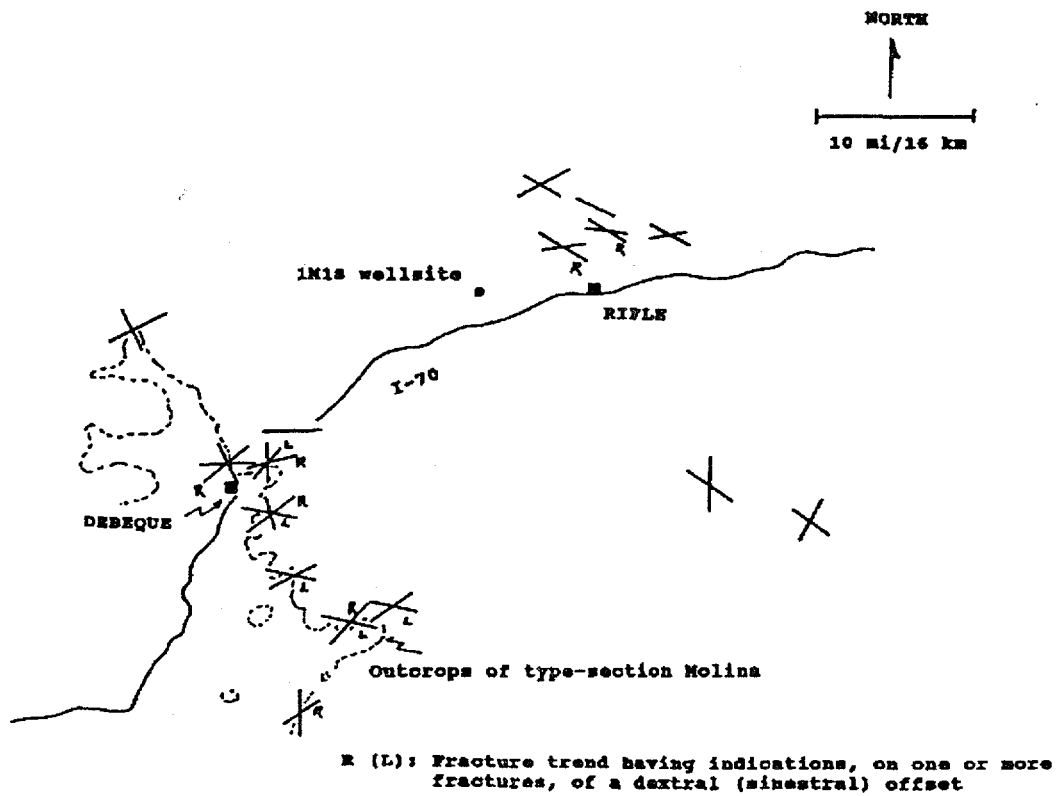 NORTH
10 mi/16 km
R
R
1M18 wellsite
RIFLE
I-70
L
R
R
R
L
DEBEQUE
L
R
L
L
Outcrops of type-section Molina
R
R (L): Fracture trend having indications, on one or more
fractures, of a dextral (sinestral) offset